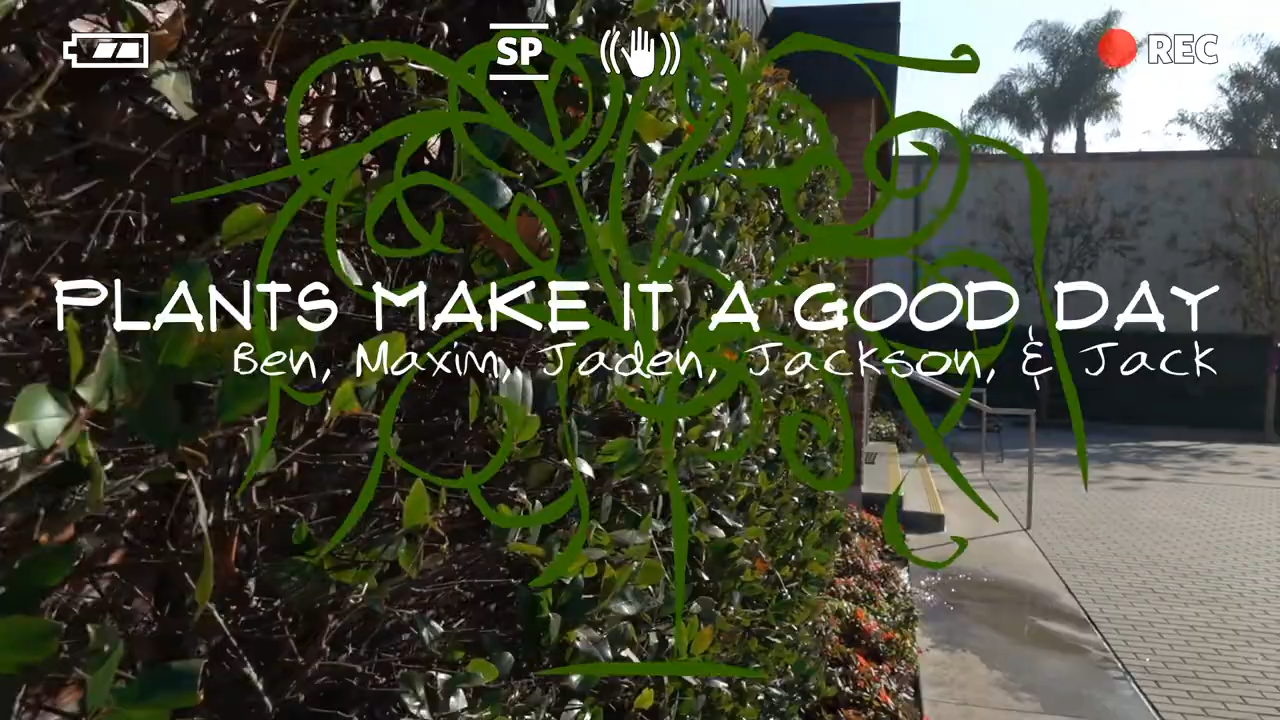 SP
REC
PLANTS MAKE IT A GOOD DAY
Ben, Maxim, Jaden, Jackson, & Jack